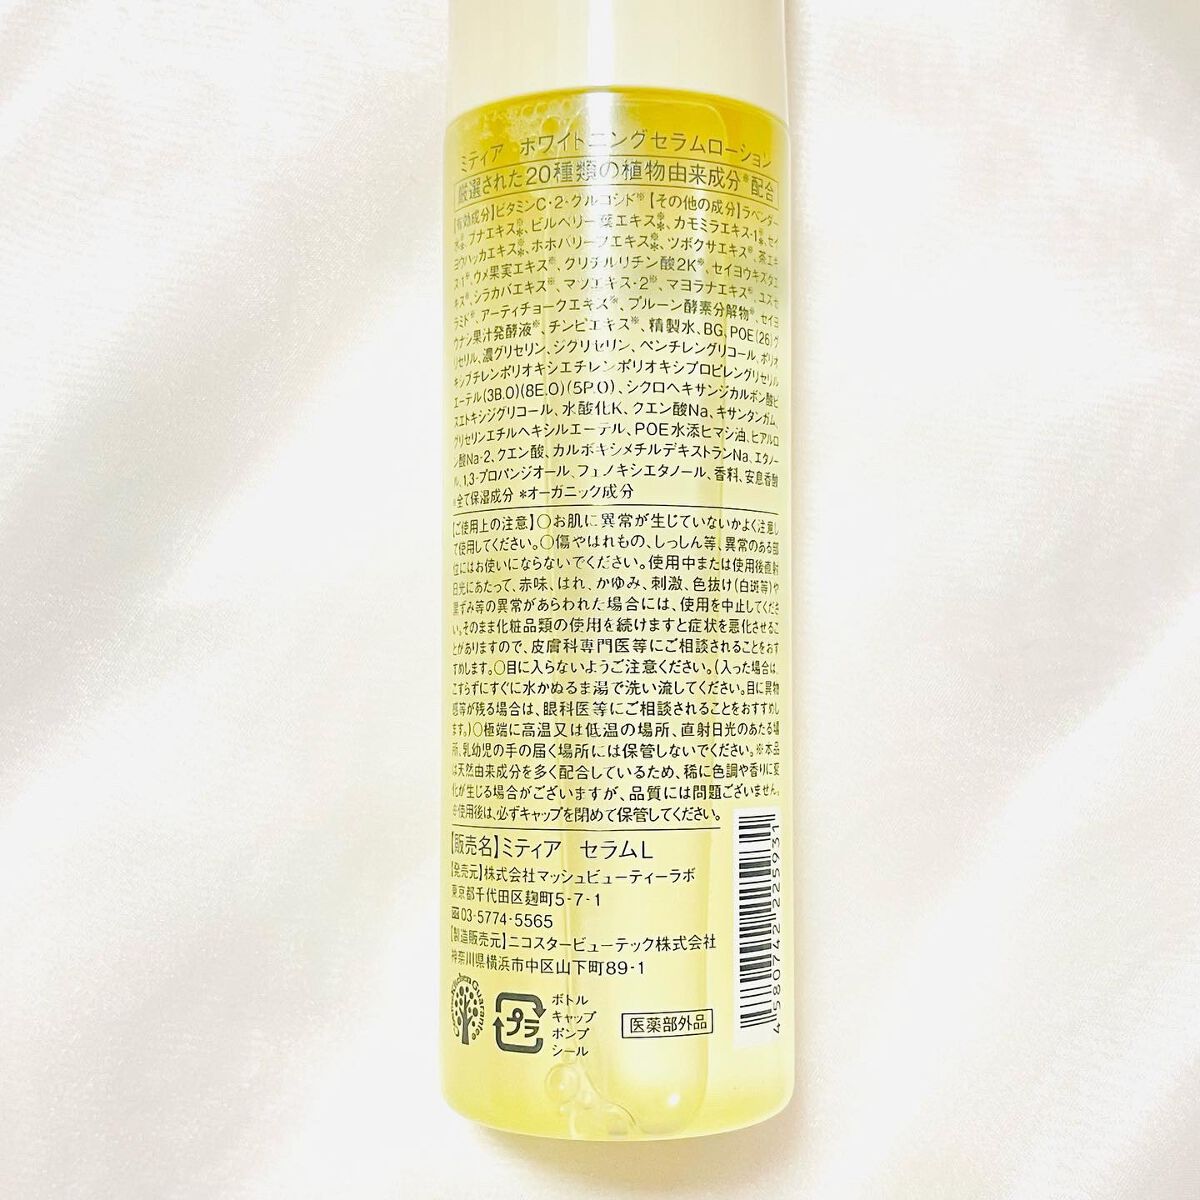 ミティア ホワイトニングセラムローション
厳選された20種類の植物由来成分※配合
【有効成分】ビタミンC・2-グルコシド※【その他の成分】ラベンダー
水※、ブナエキス※、ビルベリー葉エキス※、カモミラエキス-1※、セイ
ヨウハッカエキス※、ホホバリーフエキス※、ツボクサエキス※、茶エキ
ス-1※、ウメ果実エキス※、グリチルリチン酸2K※、セイヨウキズタエ
キス※、シラカバエキス※、マツエキス-2※、マヨラナエキス※、ユズセ
ラミド※、アーティチョークエキス※、プルーン酵素分解物※、セイヨ
ウナシ果汁発酵液※、チンピエキス※、精製水、BG、POE(26)グ
リセリル、濃グリセリン、ジグリセリン、ペンチレングリコール、ポリオ
キシブチレンポリオキシエチレンポリオキシプロピレングリセリル
エーテル(3B.O)(8E.O)(5P.O)、シクロヘキサンジカルボン酸ビ
スエトキシジグリコール、水酸化K、クエン酸Na、キサンタンガム、
グリセリンエチルヘキシルエーテル、POE水添ヒマシ油、ヒアルロ
ン酸Na-2、クエン酸、カルボキシメチルデキストランNa、エタノー
ル、1,3-プロパンジオール、フェノキシエタノール、香料、安息香酸
※全て保湿成分 *オーガニック成分
【ご使用上の注意】○お肌に異常が生じていないかよく注意し
て使用してください。○傷やはれもの、しっしん等、異常のある部
位にはお使いにならないでください。使用中または使用後直射
日光にあたって、赤味、はれ、かゆみ、刺激、色抜け(白斑等)や
黒ずみ等の異常があらわれた場合には、使用を中止してくださ
い。そのまま化粧品類の使用を続けますと症状を悪化させるこ
とがありますので、皮膚科専門医等にご相談されることをおす
すめします。○目に入らないようご注意ください。(入った場合は、
こすらずにすぐに水かぬるま湯で洗い流してください。目に異物
感等が残る場合は、眼科医等にご相談されることをおすすめし
ます。)○極端に高温又は低温の場所、直射日光のあたる場
所、乳幼児の手の届く場所には保管しないでください。※本品
は天然由来成分を多く配合しているため、稀に色調や香りに変
化が生じる場合がございますが、品質には問題ございません。
※使用後は、必ずキャップを閉めて保管してください。
【販売名】ミティア セラムL
【発売元】株式会社マッシュビューティーラボ
東京都千代田区麹町5-7-1
☎03-5774-5565
【製造販売元】ニコスタービューテック株式会社
神奈川県横浜市中区山下町89-1
Kitchen Guarantee
プラ
ボトル
キャップ
ポンプ
シール
医薬部外品
4 580742 225931